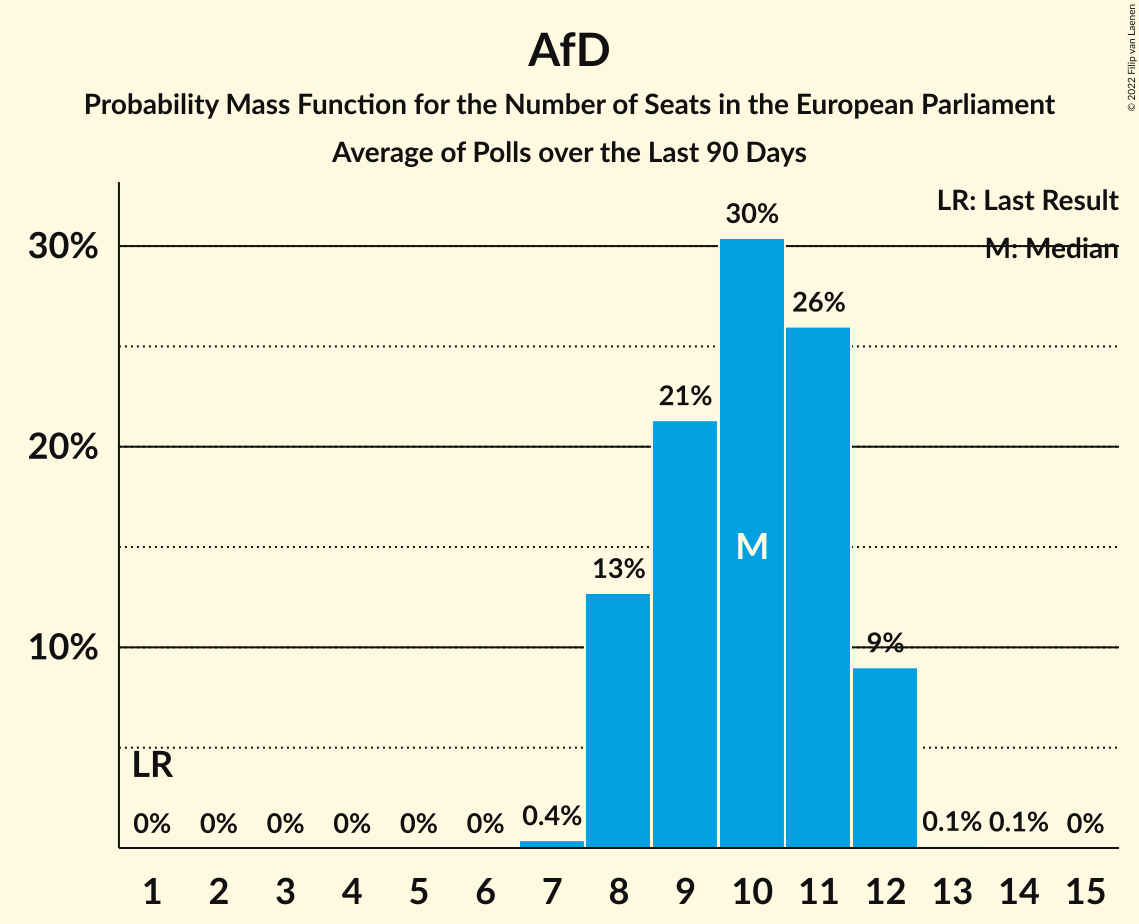 AfD
Probability Mass Function for the Number of Seats in the European Parliament
Average of Polls over the Last 90 Days
© 2022 Filip van Laenen
LR: Last Result
M: Median
30%
20%
10%
30%
26%
21%
M
13%
9%
LR
0% 0% 0% 0% 0% 0% 0.4% 0.1% 0.1% 0%
1 2 3 4 5 6 7 8 9 10 11 12 13 14 15